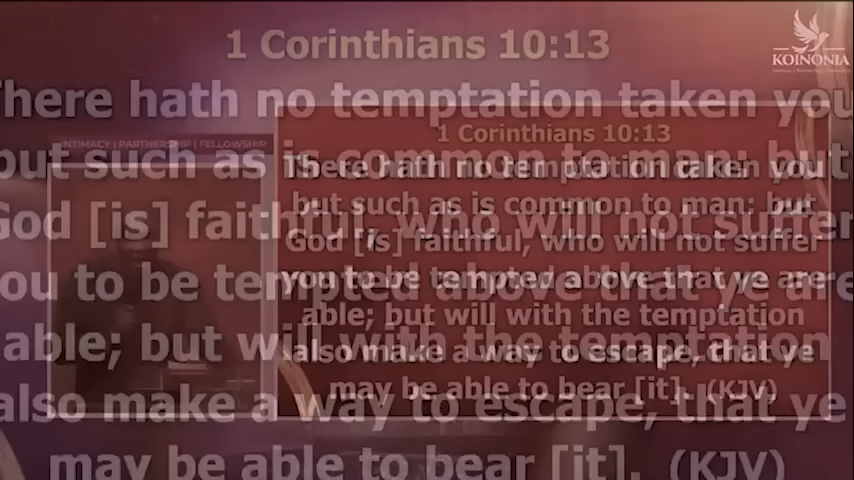 1 Corinthians 10:13
There hath no temptation taken you
but such as is common to man; but
God [is] faithful, who will not suffer
you to be tempted above that ye are
able; but will with the temptation
also make a way to escape, that ye
may be able to bear [it]. (KJV)
KOINONIA
INTIMACY | PARTNERSHIP | FELLOWSHIP
1 Corinthians 10:13
There hath no temptation taken you
but such as is common to man; but
God [is] faithful, who will not suffer
you to be tempted above that ye are
able; but will with the temptation
also make a way to escape, that ye
may be able to bear [it]. (KJV)